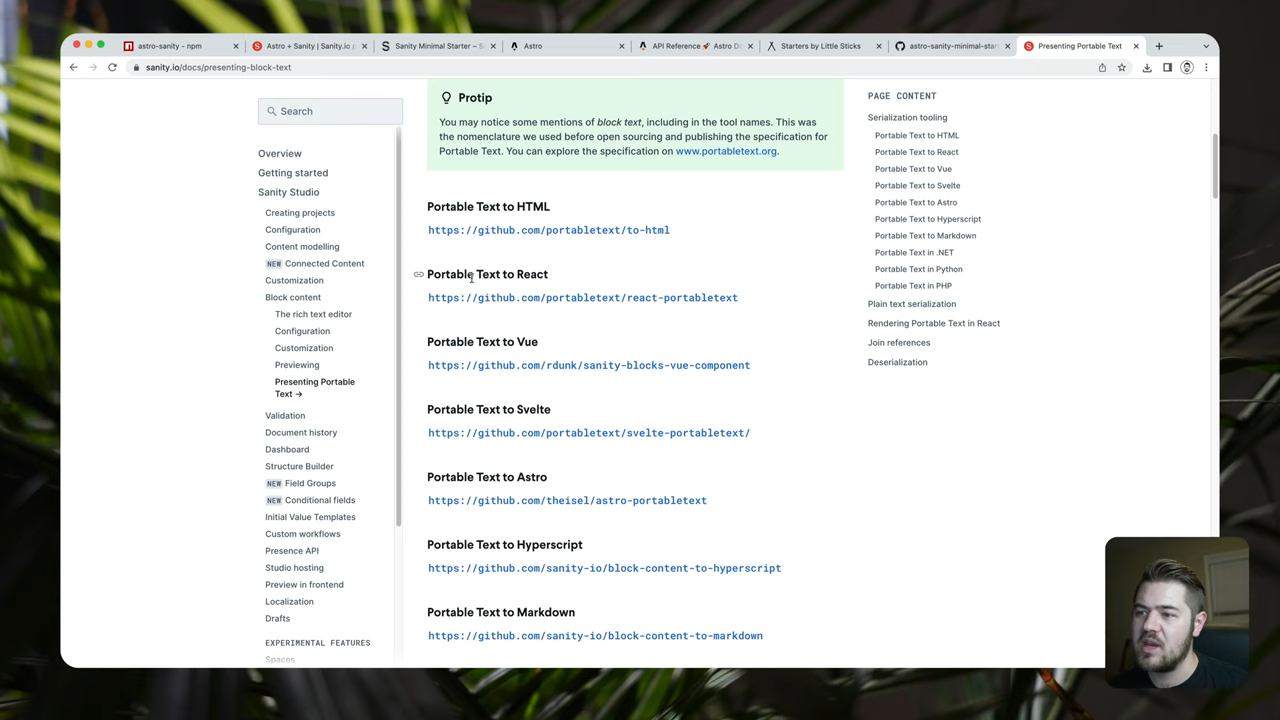 astro-sanity - npm
Astro + Sanity | Sanity.io p
Sanity Minimal Starter – S
Astro
API Reference 🚀 Astro D
Starters by Little Sticks
astro-sanity-minimal-star
Presenting Portable Text
sanity.io/docs/presenting-block-text
Search
Overview
Getting started
Sanity Studio
Creating projects
Configuration
Content modelling
NEW Connected Content
Customization
Block content
The rich text editor
Configuration
Customization
Previewing
Presenting Portable
Text →
Validation
Document history
Dashboard
Structure Builder
NEW Field Groups
NEW Conditional fields
Initial Value Templates
Custom workflows
Presence API
Studio hosting
Preview in frontend
Localization
Drafts
EXPERIMENTAL FEATURES
Spaces
Protip
You may notice some mentions of block text, including in the tool names. This was
the nomenclature we used before open sourcing and publishing the specification for
Portable Text. You can explore the specification on www.portabletext.org.
Portable Text to HTML
https://github.com/portabletext/to-html
Portable Text to React
https://github.com/portabletext/react-portabletext
Portable Text to Vue
https://github.com/rdunk/sanity-blocks-vue-component
Portable Text to Svelte
https://github.com/portabletext/svelte-portabletext/
Portable Text to Astro
https://github.com/theisel/astro-portabletext
Portable Text to Hyperscript
https://github.com/sanity-io/block-content-to-hyperscript
Portable Text to Markdown
https://github.com/sanity-io/block-content-to-markdown
PAGE CONTENT
Serialization tooling
Portable Text to HTML
Portable Text to React
Portable Text to Vue
Portable Text to Svelte
Portable Text to Astro
Portable Text to Hyperscript
Portable Text to Markdown
Portable Text in .NET
Portable Text in Python
Portable Text in PHP
Plain text serialization
Rendering Portable Text in React
Join references
Deserialization